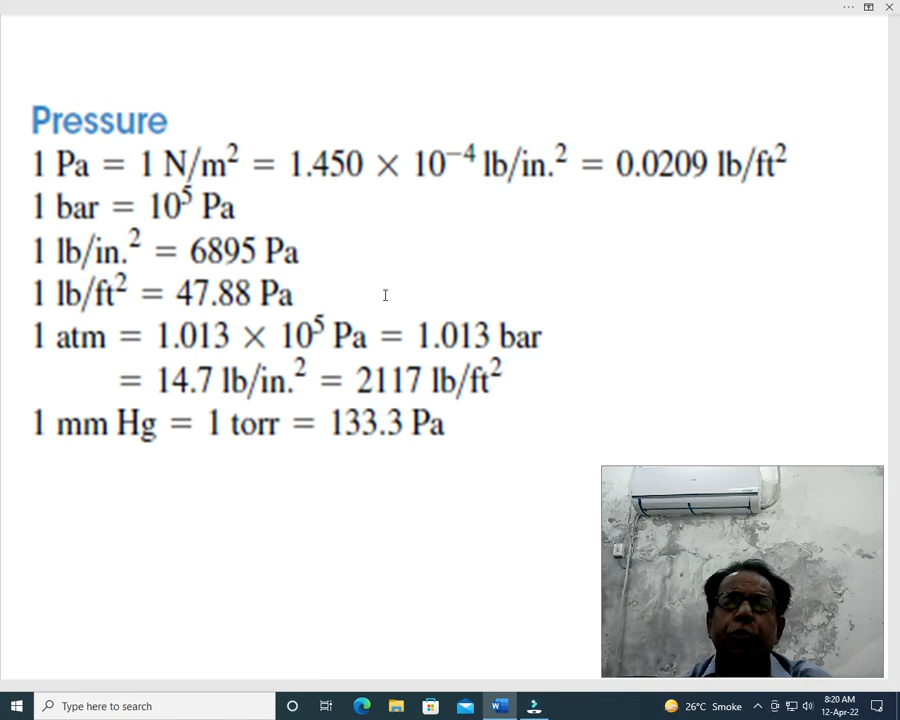 Pressure
1 Pa = 1 N/m² = 1.450 × 10⁻⁴ lb/in.² = 0.0209 lb/ft²
1 bar = 10⁵ Pa
1 lb/in.² = 6895 Pa
1 lb/ft² = 47.88 Pa
1 atm = 1.013 × 10⁵ Pa = 1.013 bar
= 14.7 lb/in.² = 2117 lb/ft²
1 mm Hg = 1 torr = 133.3 Pa
Type here to search
26°C Smoke
8:20 AM
12-Apr-22